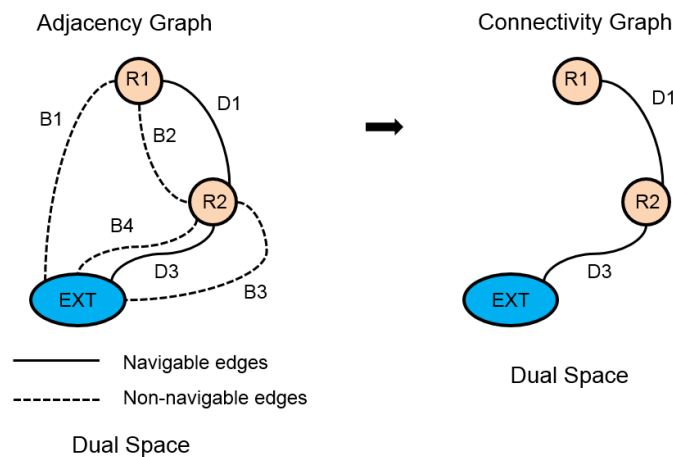 Adjacency Graph
R1
B1
D1
B2
R2
B4
D3
EXT
B3
Navigable edges
Non-navigable edges
Dual Space
Connectivity Graph
R1
D1
R2
D3
EXT
Dual Space